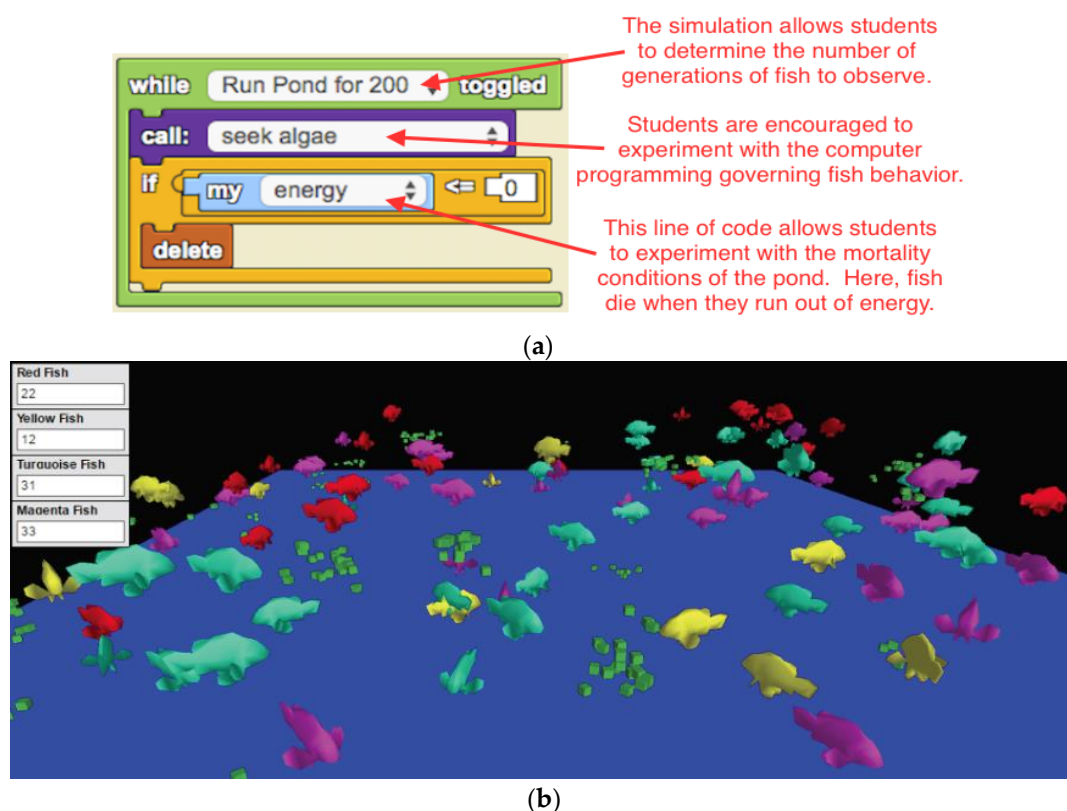 The simulation allows students
to determine the number of
generations of fish to observe.
while Run Pond for 200 toggled
Students are encouraged to
experiment with the computer
programming governing fish behavior.
call: seek algae
if my energy <= 0
This line of code allows students
to experiment with the mortality
conditions of the pond. Here, fish
die when they run out of energy.
delete
(a)
Red Fish
22
Yellow Fish
12
Turquoise Fish
31
Magenta Fish
33
(b)